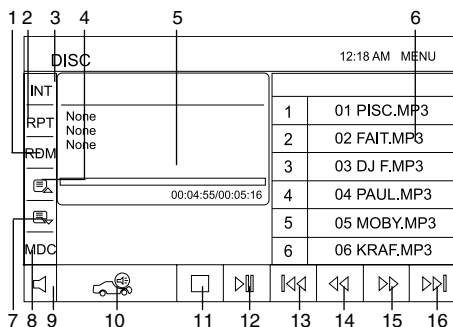 1 2 3 4 5 6
DISC 12:18 AM MENU
INT
RPT
RDM
MDC
None
None
None
00:04:55/00:05:16
1 01 PISC.MP3
2 02 FAIT.MP3
3 03 DJ F.MP3
4 04 PAUL.MP3
5 05 MOBY.MP3
6 06 KRAF.MP3
7 8 9 10 11 12 13 14 15 16